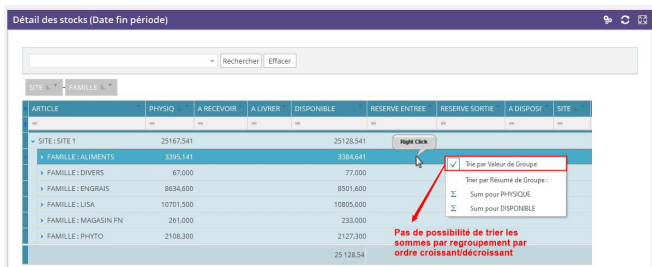 Détail des stocks (Date fin période)
Rechercher Effacer
SITE FAMILLE
ARTICLE PHYSIQ A RECEVOIR A LIVRER DISPONIBLE RESERVE ENTREE RESERVE SORTIE A DISPOSI SITE
= = = = = = = = =
SITE : SITE 1 25167,541 25128,541 Right Click
FAMILLE : ALIMENTS 3395,141 3384,641
Trie par Valeur de Groupe
FAMILLE : DIVERS 67,000 77,000
Trier par Résumé de Groupe :
FAMILLE : ENGRAIS 8634,600 8501,600
Σ Sum pour PHYSIQUE
FAMILLE : LISA 10701,500 10805,000
Σ Sum pour DISPONIBLE
FAMILLE : MAGASIN FN 261,000 233,000
FAMILLE : PHYTO 2108,300 2127,300
Pas de possibilité de trier les
sommes par regroupement par
ordre croissant/décroissant
25 128,54